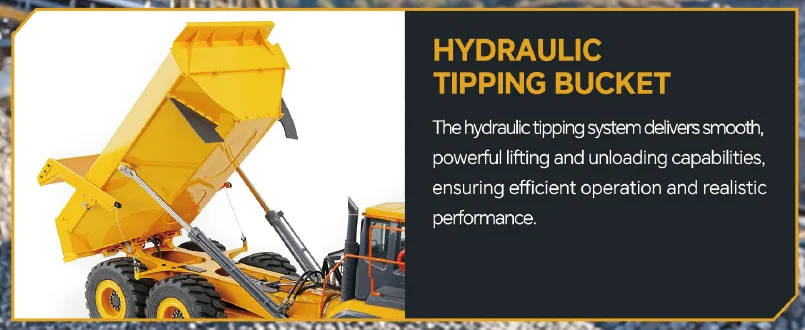 HYDRAULIC
TIPPING BUCKET
The hydraulic tipping system delivers smooth,
powerful lifting and unloading capabilities,
ensuring efficient operation and realistic
performance.